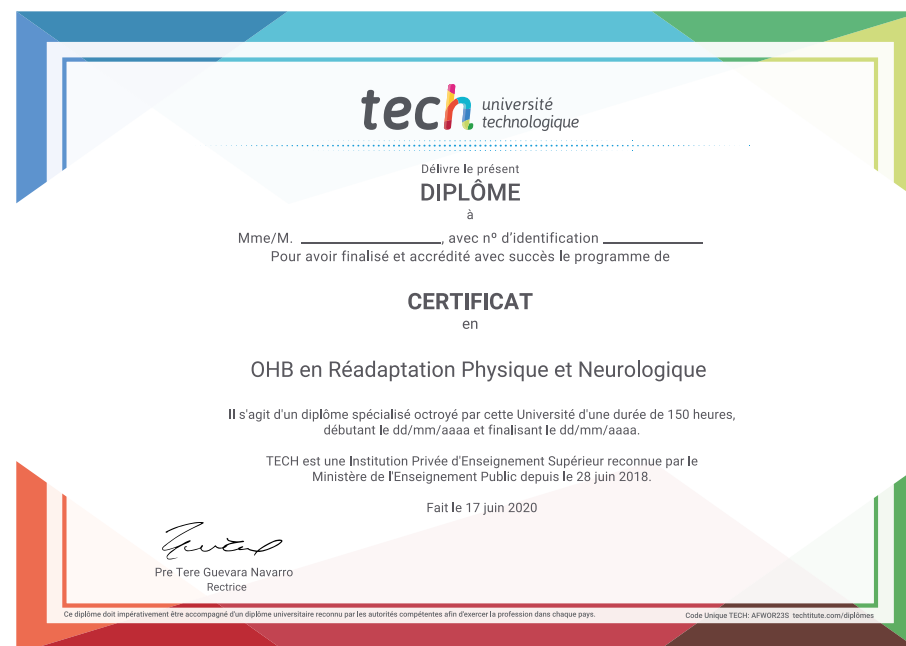 tech université
technologique
Délivre le présent
DIPLÔME
à
Mme/M. ____________________, avec nº d'identification ______________
Pour avoir finalisé et accrédité avec succès le programme de
CERTIFICAT
en
OHB en Réadaptation Physique et Neurologique
Il s'agit d'un diplôme spécialisé octroyé par cette Université d'une durée de 150 heures,
débutant le dd/mm/aaaa et finalisant le dd/mm/aaaa.
TECH est une Institution Privée d'Enseignement Supérieur reconnue par le
Ministère de l'Enseignement Public depuis le 28 juin 2018.
Fait le 17 juin 2020
Pre Tere Guevara Navarro
Rectrice
Ce diplôme doit impérativement être accompagné d'un diplôme universitaire reconnu par les autorités compétentes afin d'exercer la profession dans chaque pays.
Code Unique TECH: AFWOR23S techtitute.com/diplômes